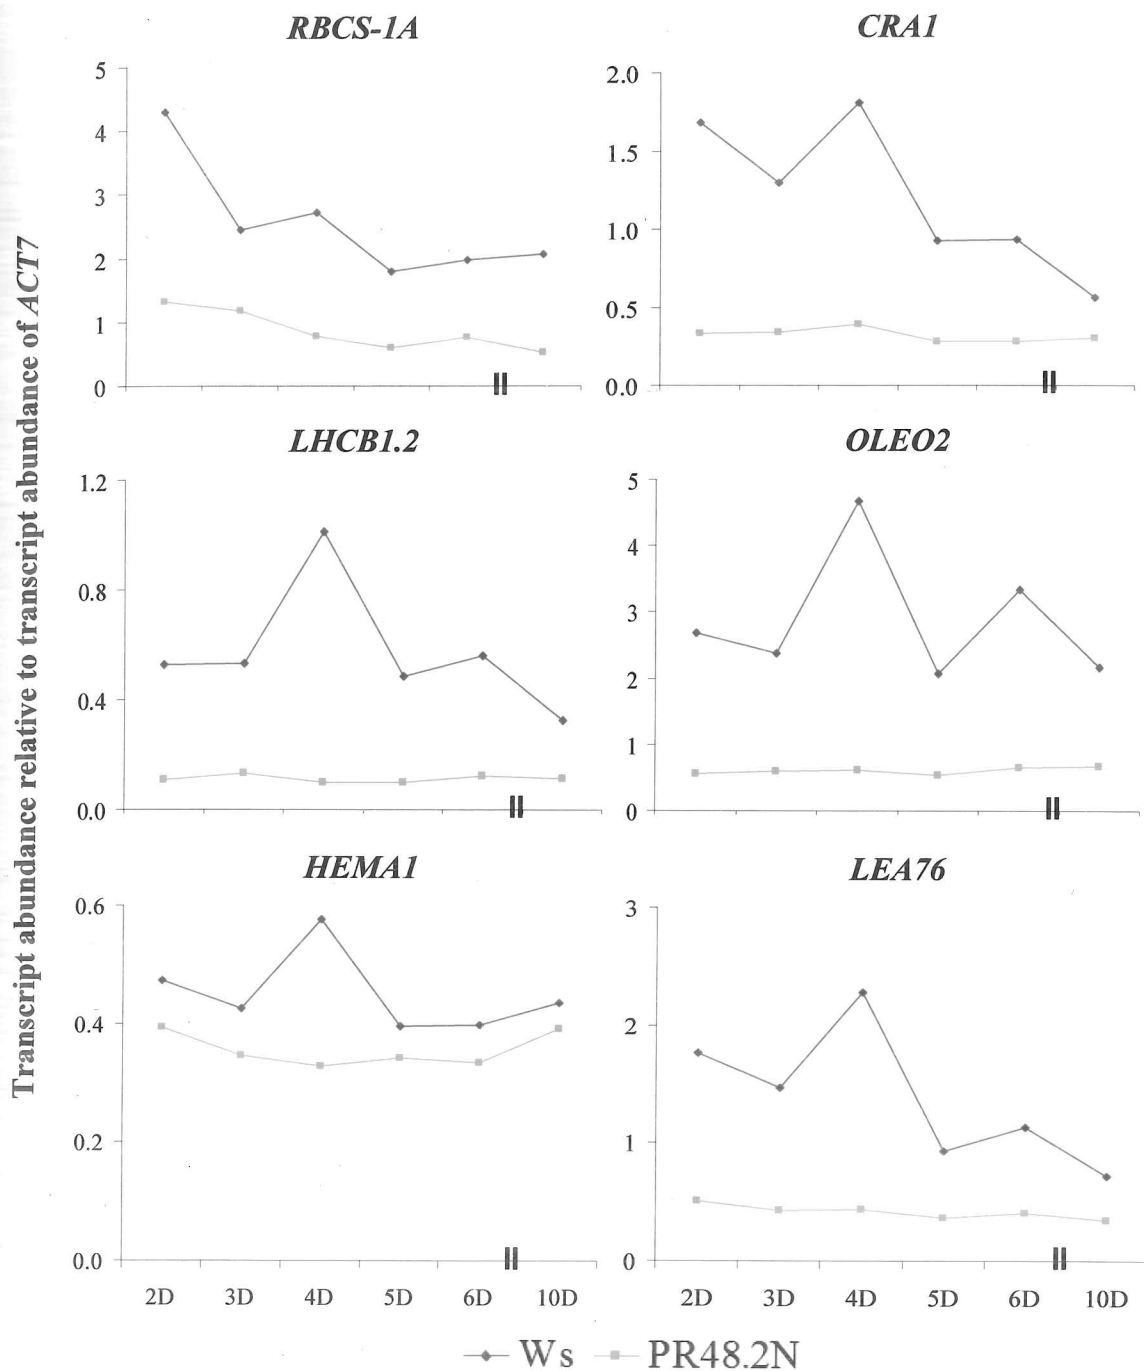 Transcript abundance relative to transcript abundance of ACT7
RBCS-1A
5
4
3
2
1
0
CRA1
2.0
1.5
1.0
0.5
0.0
LHCB1.2
1.2
0.8
0.4
0.0
OLEO2
5
4
3
2
1
0
HEMA1
0.6
0.4
0.2
0.0
2D 3D 4D 5D 6D 10D
LEA76
3
2
1
0
2D 3D 4D 5D 6D 10D
Ws PR48.2N